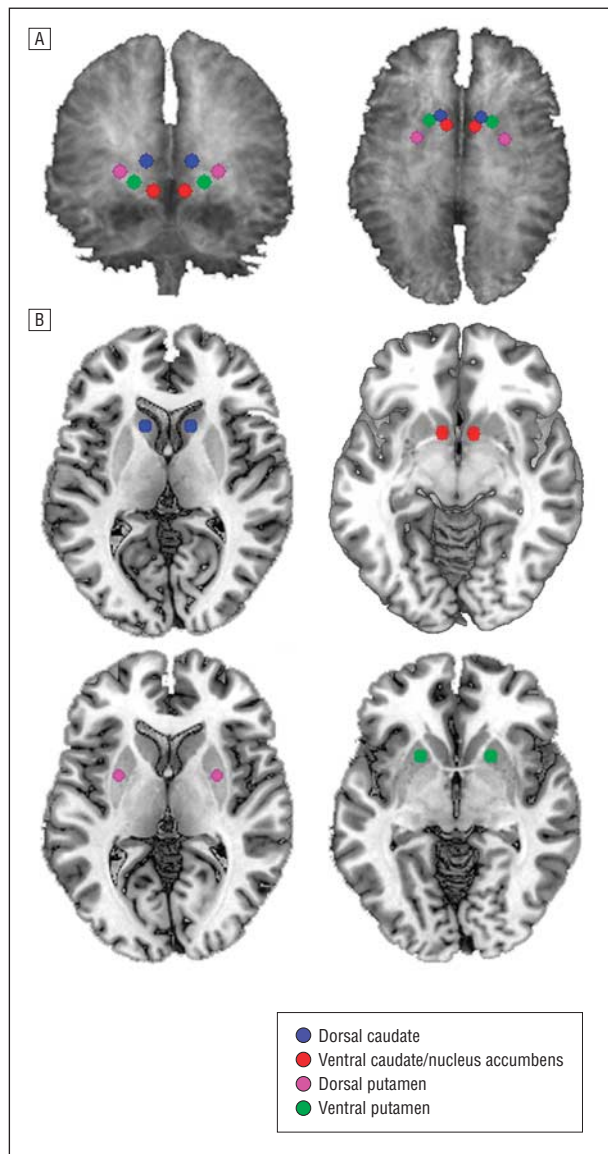 A
B
Dorsal caudate
Ventral caudate/nucleus accumbens
Dorsal putamen
Ventral putamen